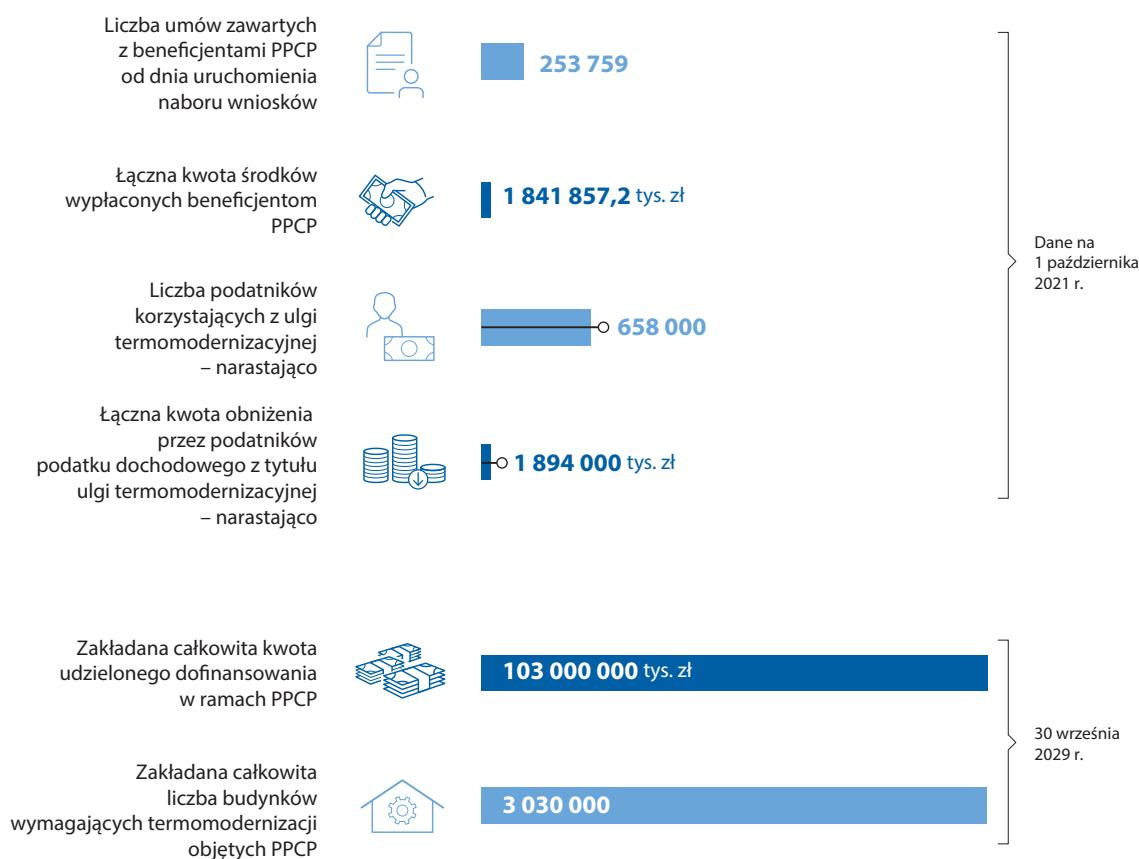 Liczba umów zawartych
z beneficjentami PPCP
od dnia uruchomienia
naboru wniosków
253 759
Łączna kwota środków
wypłaconych beneficjentom
PPCP
1 841 857,2 tys. zł
Liczba podatników
korzystających z ulgi
termomodernizacyjnej
– narastająco
658 000
Łączna kwota obniżenia
przez podatników
podatku dochodowego z tytułu
ulgi termomodernizacyjnej
– narastająco
1 894 000 tys. zł
Dane na
1 października
2021 r.
Zakładana całkowita kwota
udzielonego dofinansowania
w ramach PPCP
103 000 000 tys. zł
Zakładana całkowita
liczba budynków
wymagających termomodernizacji
objętych PPCP
3 030 000
30 września
2029 r.